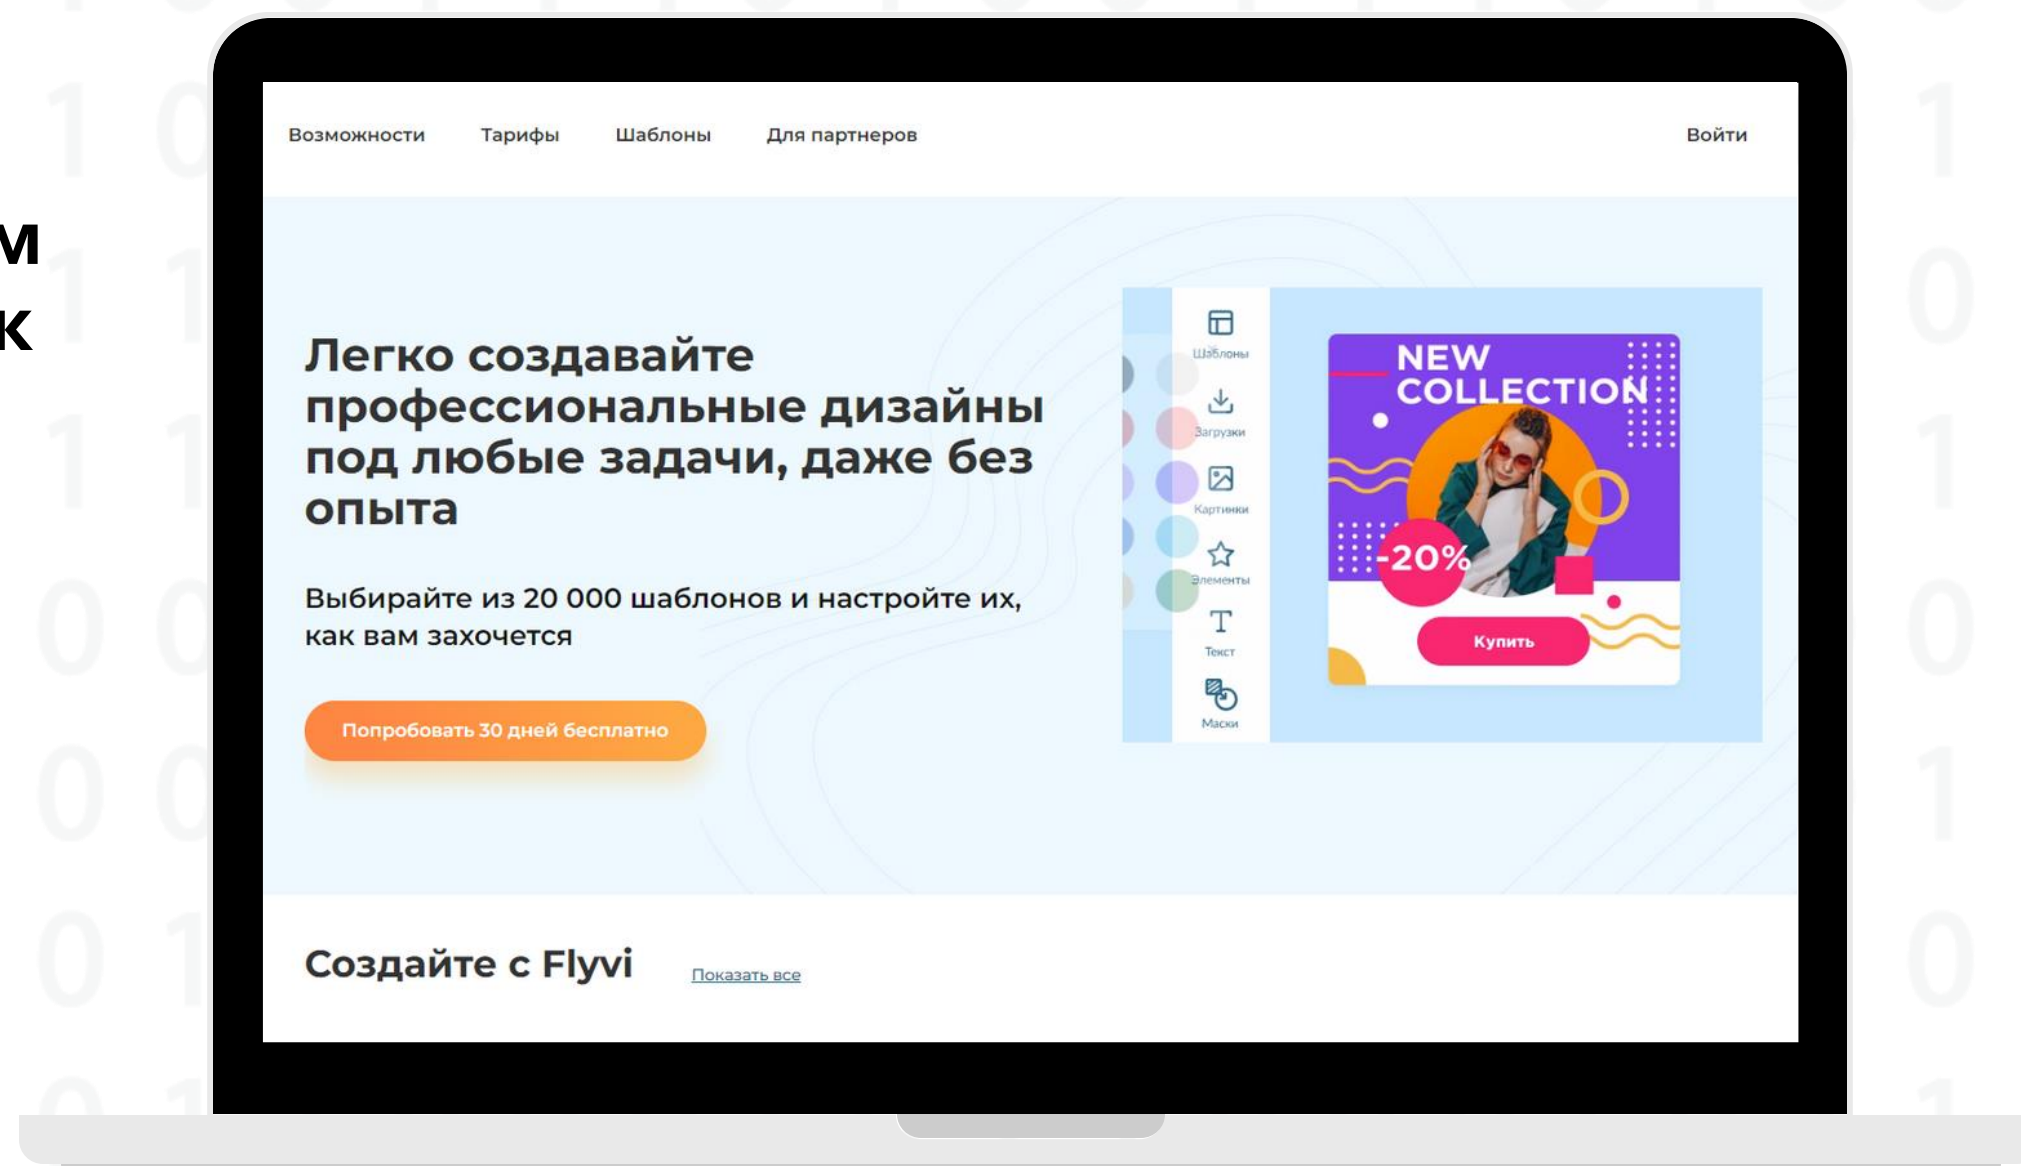 м
к
Возможности Тарифы Шаблоны Для партнеров Войти
Легко создавайте
профессиональные дизайны
под любые задачи, даже без
опыта
Выбирайте из 20 000 шаблонов и настройте их,
как вам захочется
Попробовать 30 дней бесплатно
Шаблоны
Загрузки
Картинки
Элементы
Текст
Маски
NEW
COLLECTION
-20%
Купить
Создайте с Flyvi Показать все